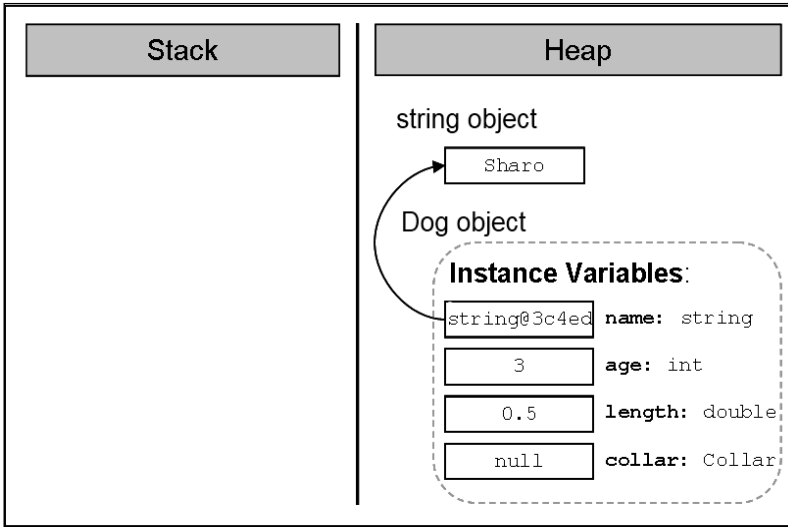 Stack
Heap
string object
Sharo
Dog object
Instance Variables:
string@3c4ed name: string
3 age: int
0.5 length: double
null collar: Collar